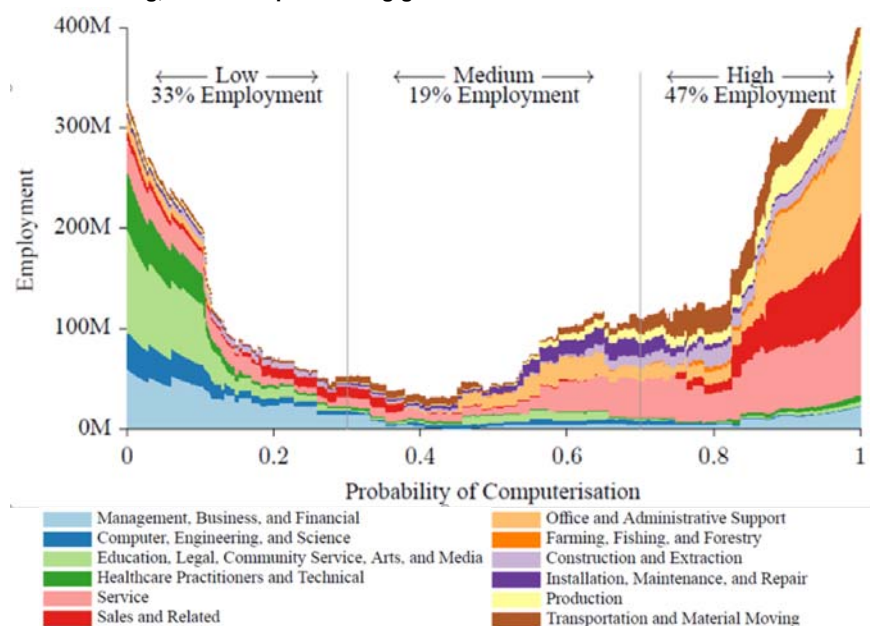 400M
← Low →
33% Employment
← Medium →
19% Employment
← High →
47% Employment
300M
200M
100M
0M
Employment
0
0.2
0.4
0.6
0.8
1
Probability of Computerisation
Management, Business, and Financial
Computer, Engineering, and Science
Education, Legal, Community Service, Arts, and Media
Healthcare Practitioners and Technical
Service
Sales and Related
Office and Administrative Support
Farming, Fishing, and Forestry
Construction and Extraction
Installation, Maintenance, and Repair
Production
Transportation and Material Moving